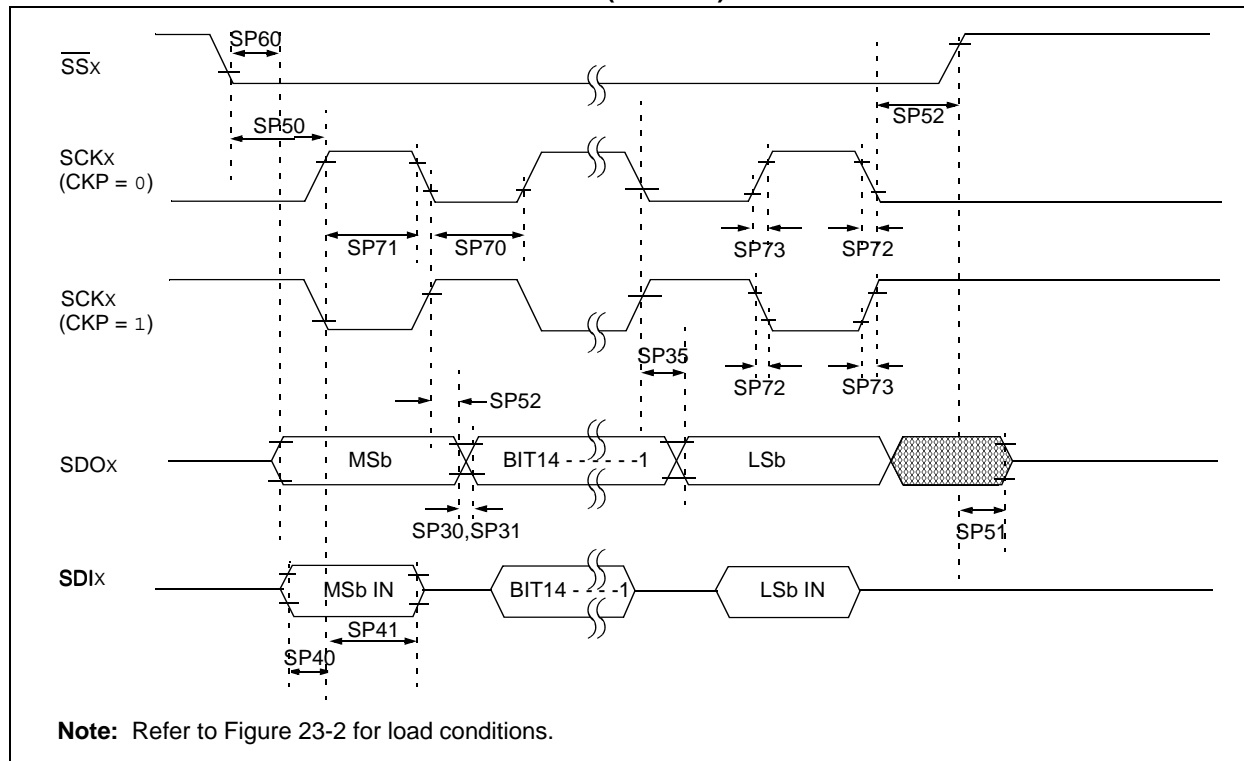 SP60
SSX
SP50
SP52
SCKX
(CKP = 0)
SP71
SP70
SP73
SP72
SCKX
(CKP = 1)
SP35
SP72
SP73
SP52
SDOX
MSb
BIT14 - - - - - -1
LSb
SP30,SP31
SP51
SDIX
MSb IN
BIT14 - - - -1
LSb IN
SP41
SP40
Note: Refer to Figure 23-2 for load conditions.